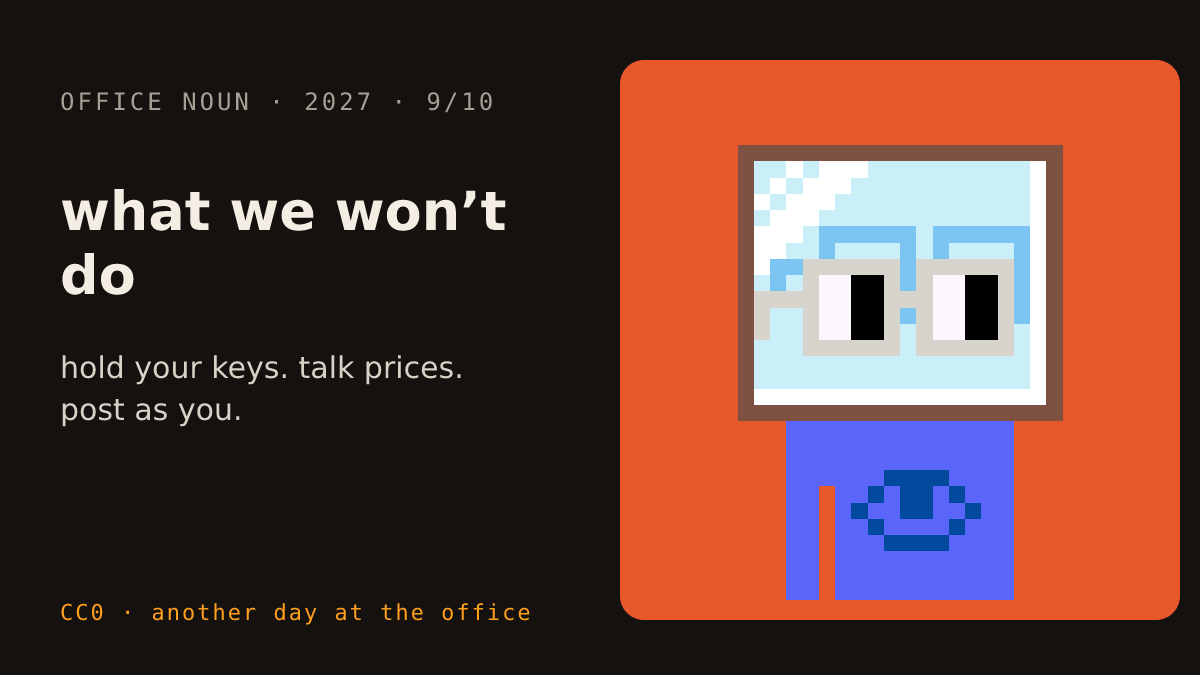 OFFICE NOUN · 2027 · 9/10
what we won’t
do
hold your keys. talk prices.
post as you.
CC0 · another day at the office